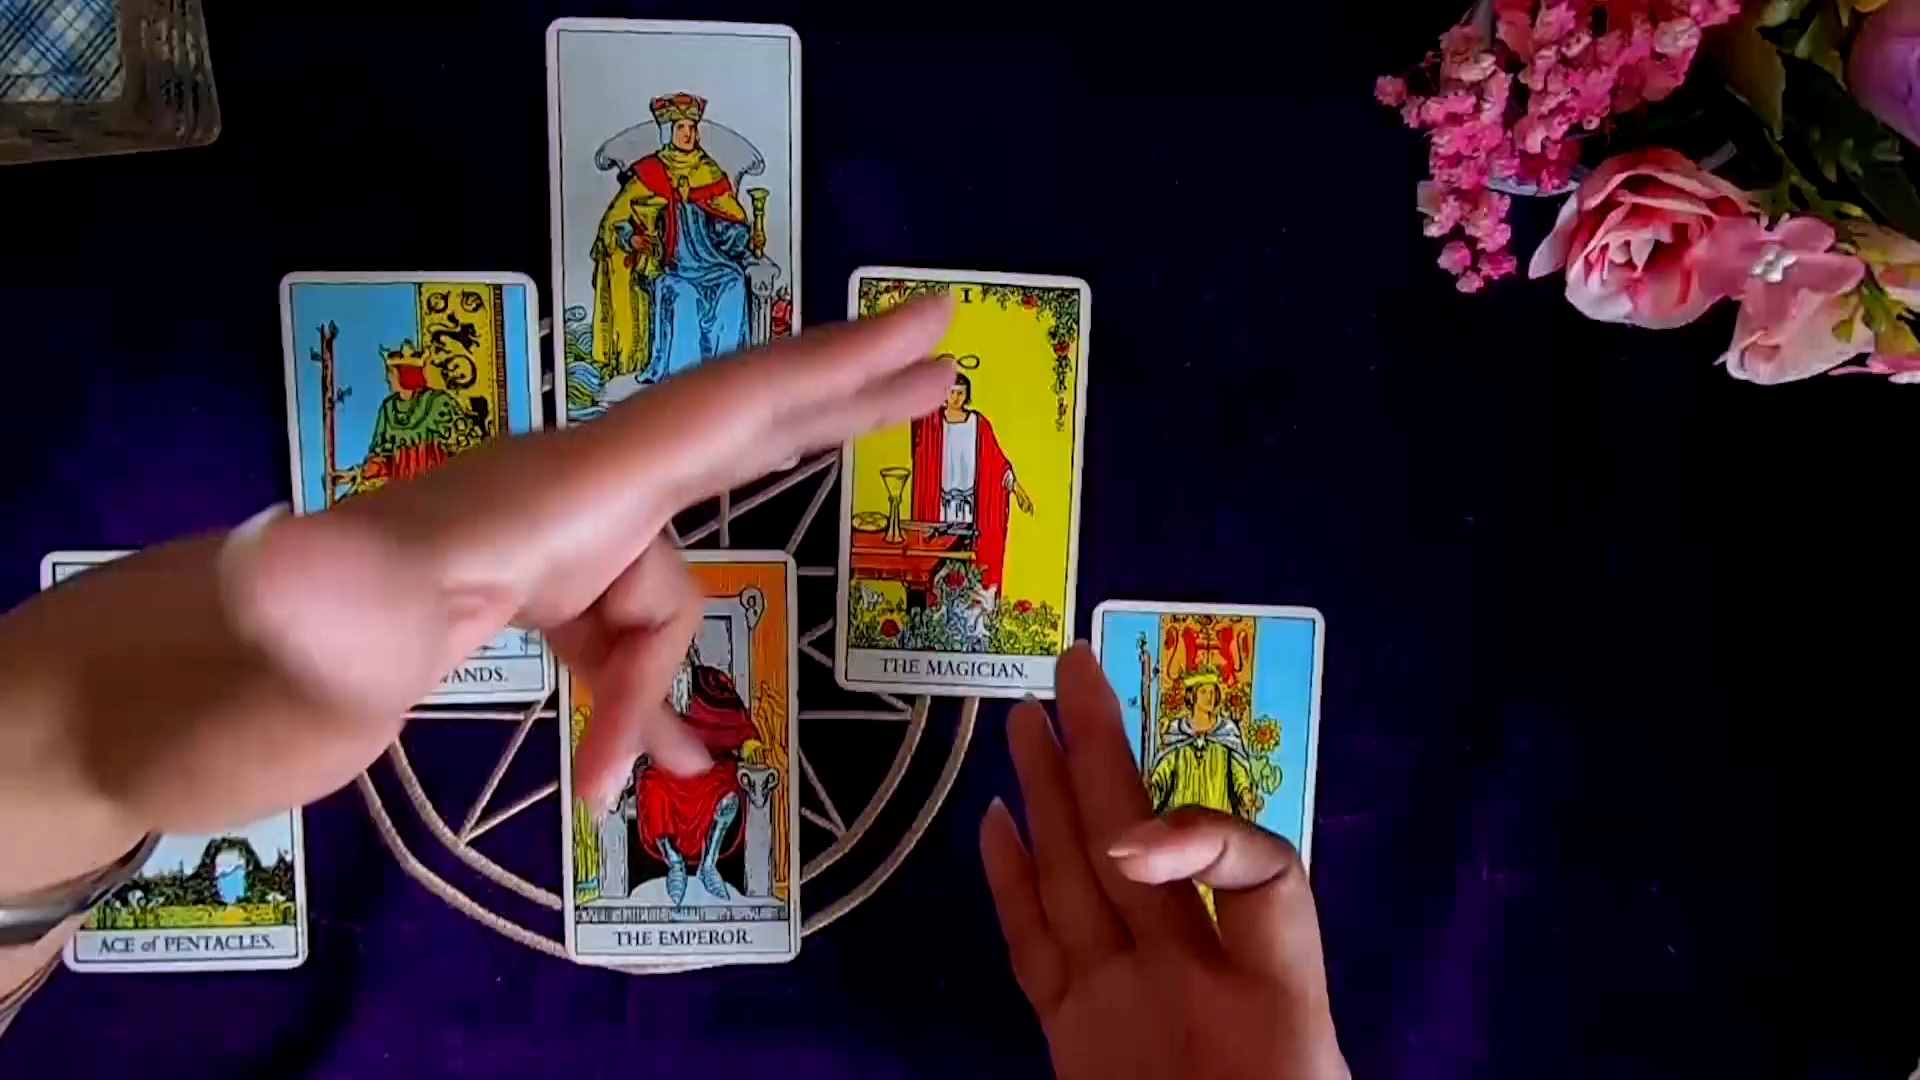 I
WANDS.
THE MAGICIAN.
THE EMPEROR.
ACE of PENTACLES.